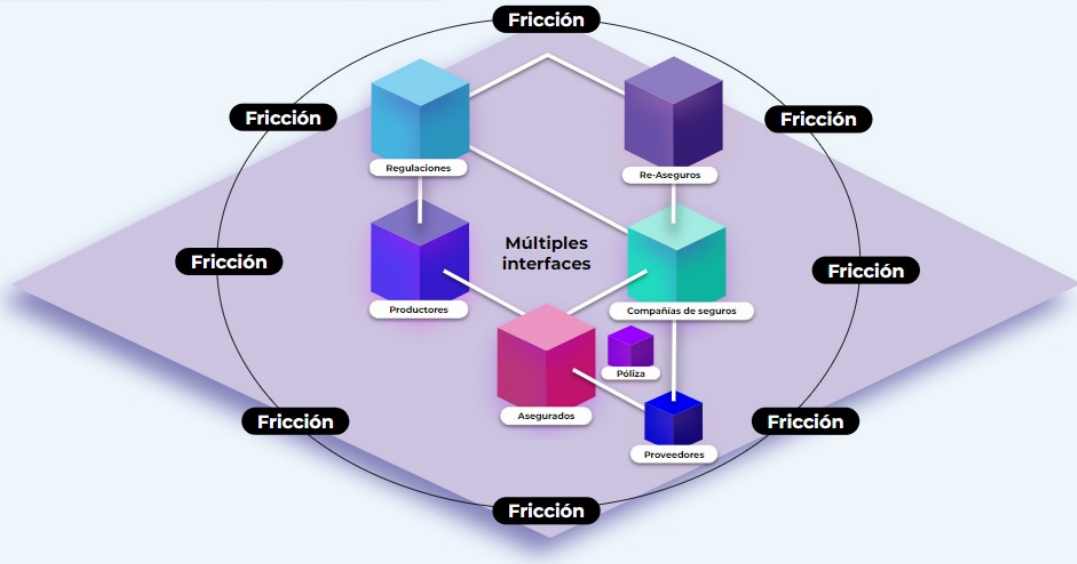 Fricción
Fricción
Fricción
Regulaciones
Re-Aseguros
Múltiples
interfaces
Fricción
Fricción
Productores
Compañías de seguros
Póliza
Asegurados
Fricción
Fricción
Proveedores
Fricción